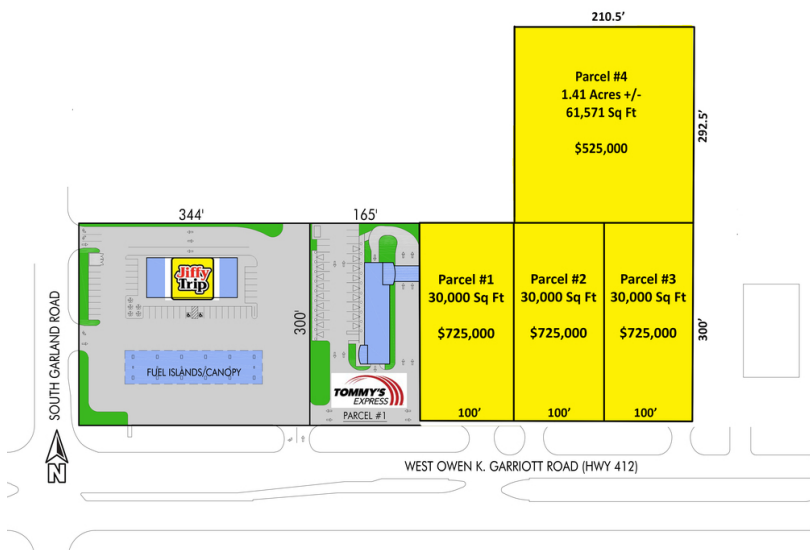 210.5'
Parcel #4
1.41 Acres +/-
61,571 Sq Ft
$525,000
292.5'
344'
165'
Jiffy
Trip
300'
FUEL ISLANDS/CANOPY
TOMMY'S
EXPRESS
PARCEL #1
Parcel #1
30,000 Sq Ft
$725,000
100'
Parcel #2
30,000 Sq Ft
$725,000
100'
Parcel #3
30,000 Sq Ft
$725,000
100'
300'
SOUTH GARLAND ROAD
N
WEST OWEN K. GARRIOTT ROAD (HWY 412)